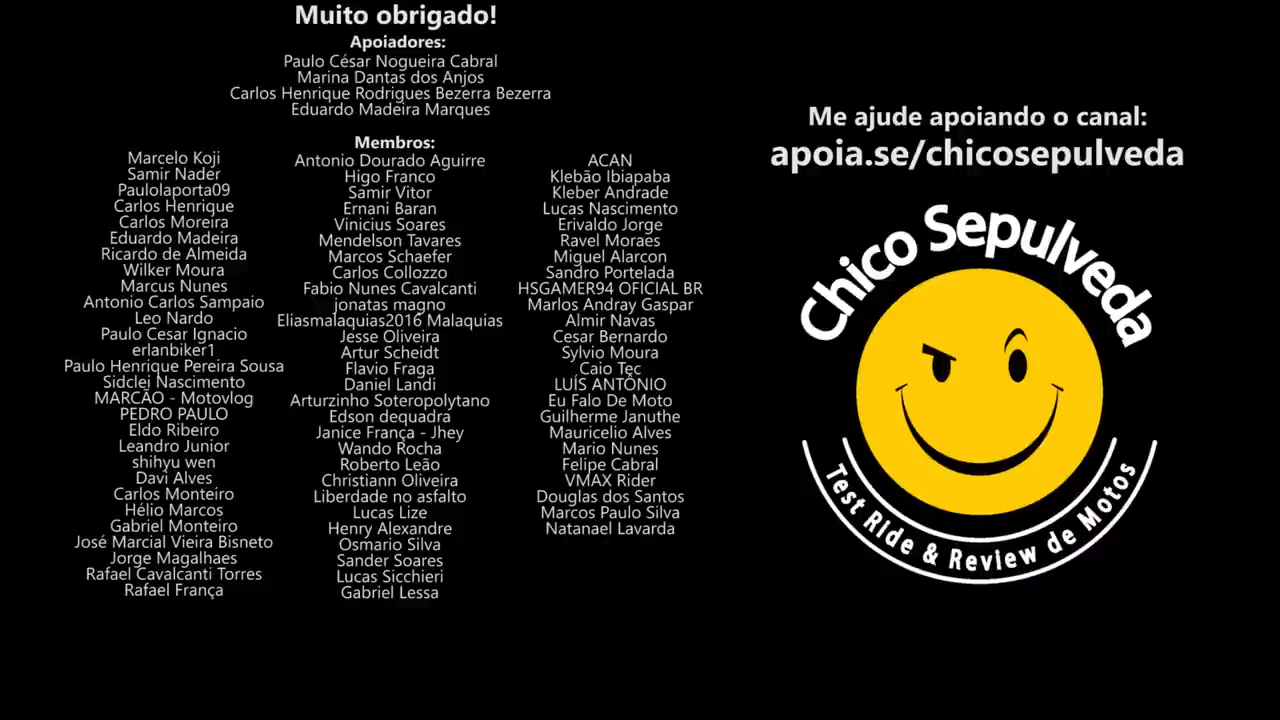 Muito obrigado!
Apoiadores:
Paulo César Nogueira Cabral
Marina Dantas dos Anjos
Carlos Henrique Rodrigues Bezerra Bezerra
Eduardo Madeira Marques
Membros:
Marcelo Koji
Samir Nader
Paulolaporta09
Carlos Henrique
Carlos Moreira
Eduardo Madeira
Ricardo de Almeida
Wilker Moura
Marcus Nunes
Antonio Carlos Sampaio
Leo Nardo
Paulo Cesar Ignacio
erlanbiker1
Paulo Henrique Pereira Sousa
Sidclei Nascimento
MARCÃO - Motovlog
PEDRO PAULO
Eldo Ribeiro
Leandro Junior
shihyu wen
Davi Alves
Carlos Monteiro
Hélio Marcos
Gabriel Monteiro
José Marcial Vieira Bisneto
Jorge Magalhaes
Rafael Cavalcanti Torres
Rafael França
Antonio Dourado Aguirre
Higo Franco
Samir Vitor
Ernani Baran
Vinicius Soares
Mendelson Tavares
Marcos Schaefer
Carlos Collozzo
Fabio Nunes Cavalcanti
jonatas magno
Eliasmalaquias2016 Malaquias
Jesse Oliveira
Artur Scheidt
Flavio Fraga
Daniel Landi
Arturzinho Soteropolytano
Edson dequadra
Janice França - Jhey
Wando Rocha
Roberto Leão
Christiann Oliveira
Liberdade no asfalto
Lucas Lize
Henry Alexandre
Osmario Silva
Sander Soares
Lucas Sicchieri
Gabriel Lessa
ACAN
Klebão Ibiapaba
Kleber Andrade
Lucas Nascimento
Erivaldo Jorge
Ravel Moraes
Miguel Alarcon
Sandro Portelada
HSGAMER94 OFICIAL BR
Marlos Andray Gaspar
Almir Navas
Cesar Bernardo
Sylvio Moura
Caio Tec
LUÍS ANTÔNIO
Eu Falo De Moto
Guilherme Januthe
Mauricelio Alves
Mario Nunes
Felipe Cabral
VMAX Rider
Douglas dos Santos
Marcos Paulo Silva
Natanael Lavarda
Me ajude apoiando o canal:
apoia.se/chicosepulveda
Chico Sepulveda
Test Ride & Review de Motos